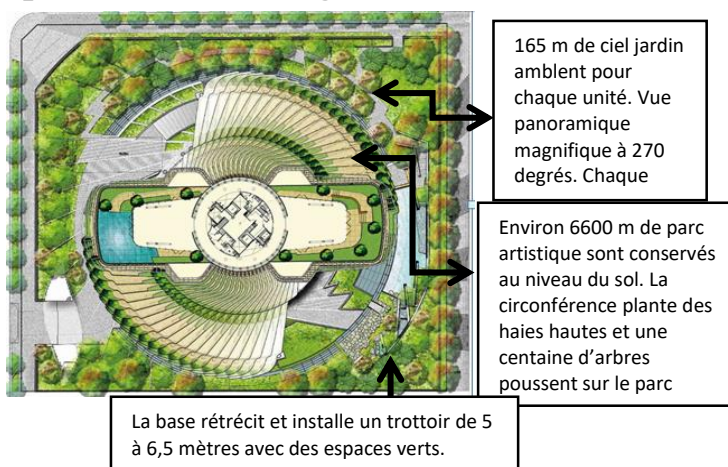 165 m de ciel jardin
amblent pour
chaque unité. Vue
panoramique
magnifique à 270
degrés. Chaque
Environ 6600 m de parc
artistique sont conservés
au niveau du sol. La
circonférence plante des
haies hautes et une
centaine d’arbres
poussent sur le parc
La base rétrécit et installe un trottoir de 5
à 6,5 mètres avec des espaces verts.